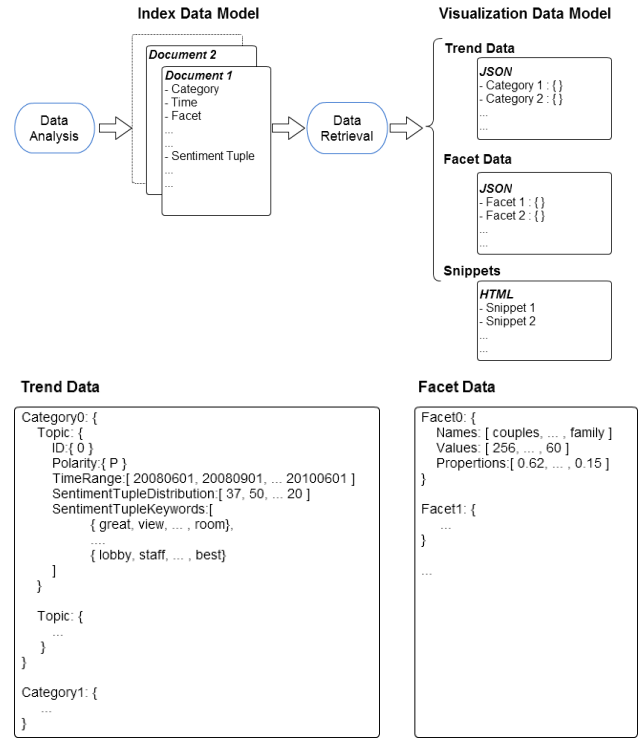 Index Data Model
Visualization Data Model
Data
Analysis
Document 2
Document 1
- Category
- Time
- Facet
...
...
- Sentiment Tuple
...
...
Data
Retrieval
Trend Data
JSON
- Category 1 : { }
- Category 2 : { }
...
...
Facet Data
JSON
- Facet 1 : { }
- Facet 2 : { }
...
...
Snippets
HTML
- Snippet 1
- Snippet 2
...
...
Trend Data
Category0: {
Topic: {
ID:{ 0 }
Polarity:{ P }
TimeRange:[ 20080601, 20080901, ... 20100601 ]
SentimentTupleDistribution:[ 37, 50, ... 20 ]
SentimentTupleKeywords:[
{ great, view, ... , room},
....
{ lobby, staff, ... , best}
]
}
Topic: {
...
}
}
Category1: {
...
}
Facet Data
Facet0: {
Names: [ couples, ... , family ]
Values: [ 256, ... , 60 ]
Propertions:[ 0.62, ... , 0.15 ]
}
Facet1: {
...
}
...